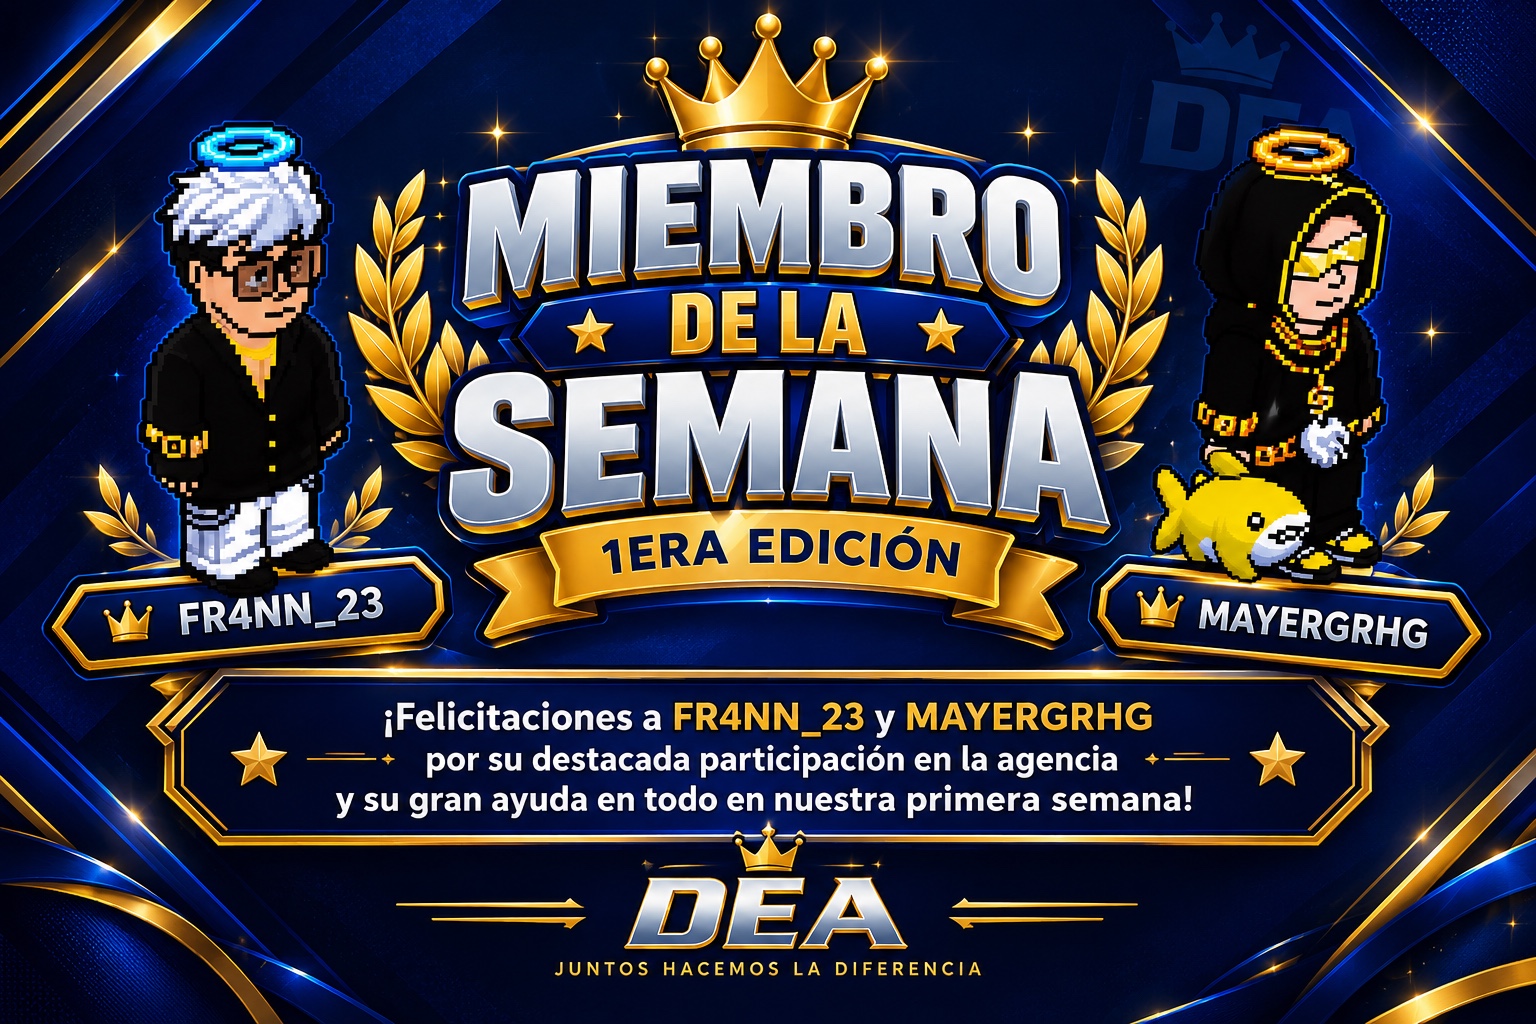 DEA
MIEMBRO
DE LA
SEMANA
1ERA EDICIÓN
FR4NN_23
MAYERGRHG
¡Felicitaciones a FR4NN_23 y MAYERGRHG
por su destacada participación en la agencia
y su gran ayuda en todo en nuestra primera semana!
DEA
JUNTOS HACEMOS LA DIFERENCIA